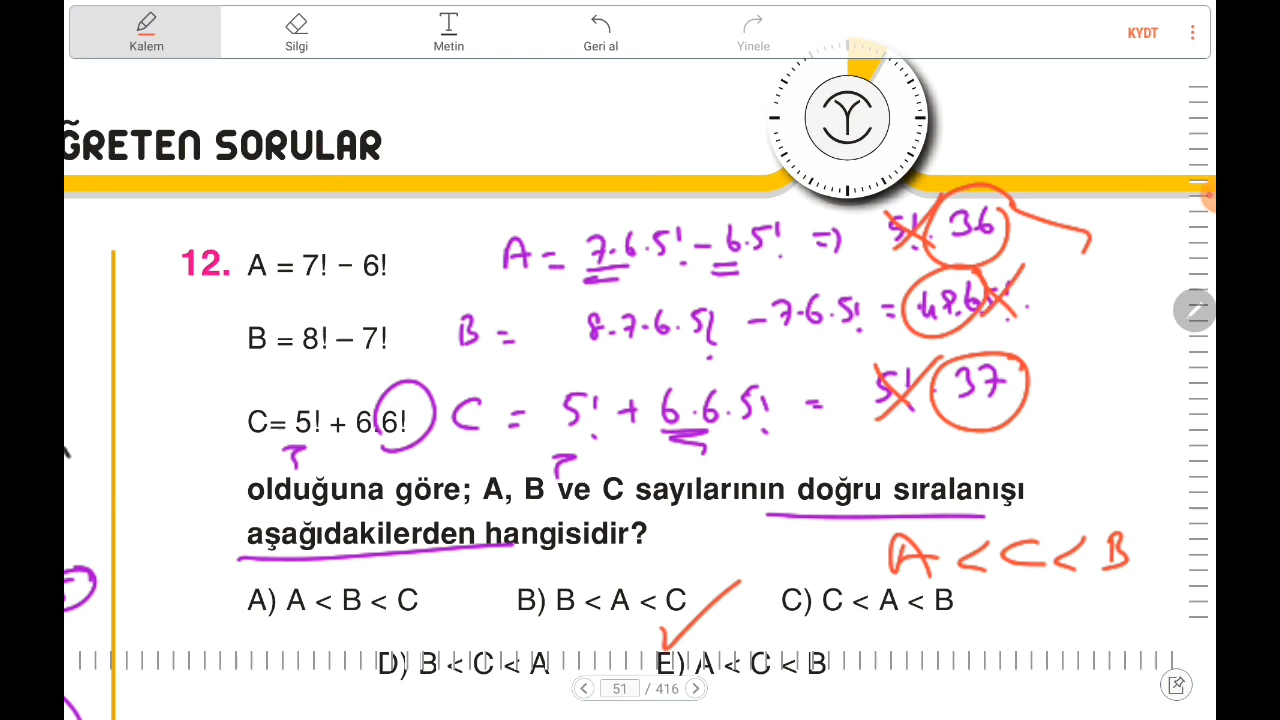 Kalem Silgi Metin Geri al Yinele KYDT
ĞRETEN SORULAR
12. A = 7! − 6!
A = 7.6.5! − 6.5! => 5! . 36
B = 8! − 7!
B = 8.7.6.5! − 7.6.5! = 48.6 5! .
C= 5! + 6.6!
C = 5! + 6.6.5! = 5! . 37
olduğuna göre; A, B ve C sayılarının doğru sıralanışı
aşağıdakilerden hangisidir?
A < C < B
A) A < B < C B) B < A < C C) C < A < B
D) B < C < A E) A < C < B
51 / 416